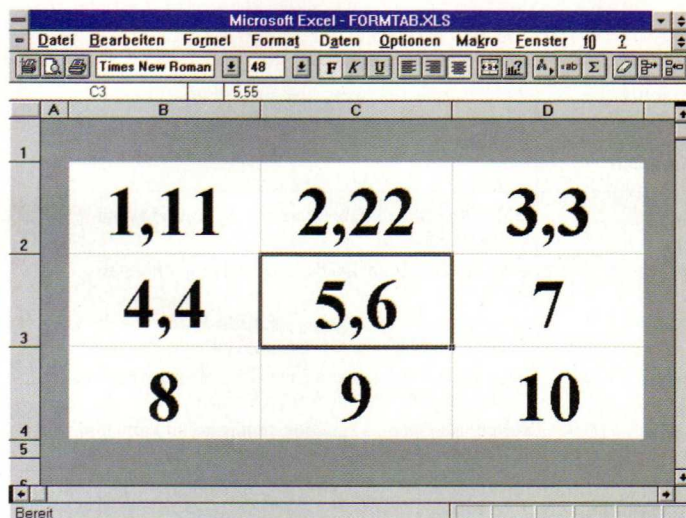 Microsoft Excel - FORMTAB.XLS
Datei Bearbeiten Formel Format Daten Optionen Makro Fenster f0 ?
Times New Roman 48 F K U ab Σ
C3 5,55
A B C D
1
1,11 2,22 3,3
2
4,4 5,6 7
3
8 9 10
4
5
Bereit